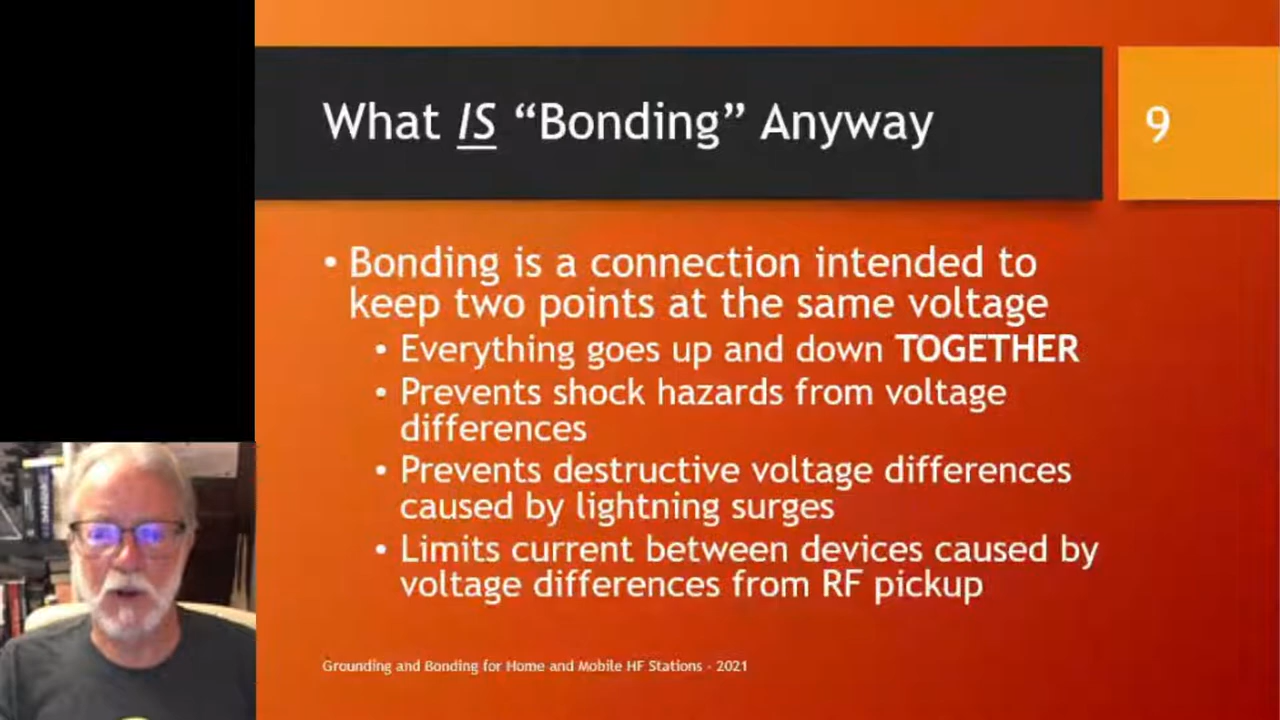 What IS “Bonding” Anyway
9
• Bonding is a connection intended to
keep two points at the same voltage
• Everything goes up and down TOGETHER
• Prevents shock hazards from voltage
differences
• Prevents destructive voltage differences
caused by lightning surges
• Limits current between devices caused by
voltage differences from RF pickup
Grounding and Bonding for Home and Mobile HF Stations - 2021